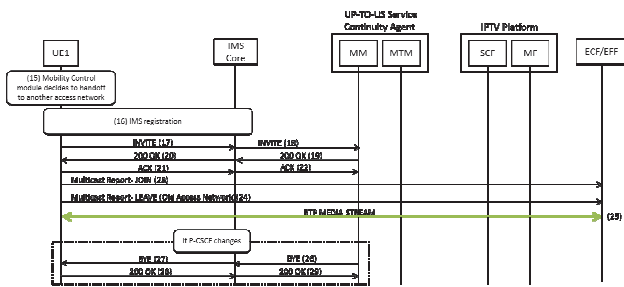 UP-TO-US Service
Continuity Agent
IPTV Platform
UE1
IMS
Core
MM
MTM
SCF
MF
ECF/EFF
(15) Mobility Control
module decides to handoff
to another access network
(16) IMS registration
INVITE (17)
INVITE (18)
200 OK (20)
200 OK (19)
ACK (21)
ACK (22)
Multicast Report- JOIN (23)
Multicast Report- LEAVE (Old Access Network)(24)
RTP MEDIA STREAM
(25)
If P-CSCF changes
BYE (27)
BYE (26)
200 OK (28)
200 OK (29)